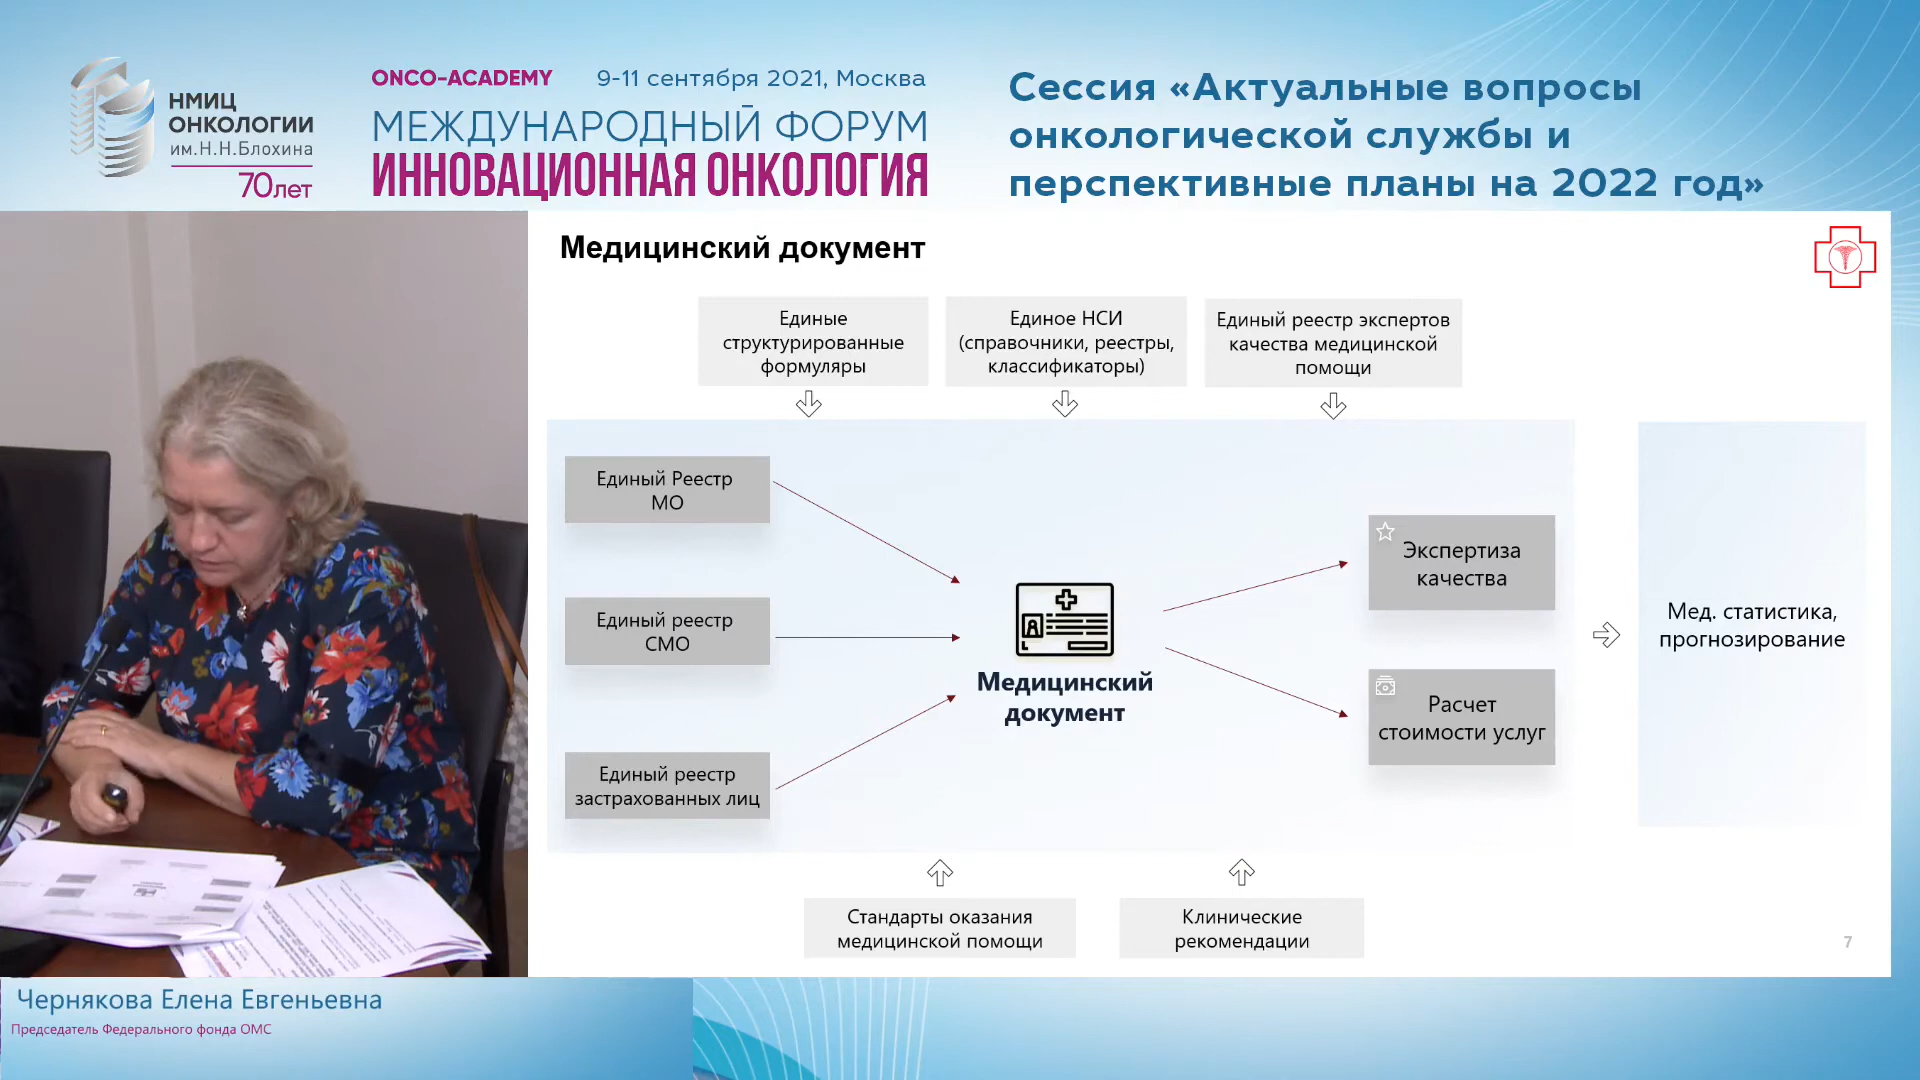 НМИЦ
ОНКОЛОГИИ
им.Н.Н.Блохина
70лет
ONCO-ACADEMY 9-11 сентября 2021, Москва
МЕЖДУНАРОДНЫЙ ФОРУМ
ИННОВАЦИОННАЯ ОНКОЛОГИЯ
Сессия «Актуальные вопросы
онкологической службы и
перспективные планы на 2022 год»
Медицинский документ
Единые
структурированные
формуляры
Единое НСИ
(справочники, реестры,
классификаторы)
Единый реестр экспертов
качества медицинской
помощи
Единый Реестр
МО
Единый реестр
СМО
Единый реестр
застрахованных лиц
Медицинский
документ
Экспертиза
качества
Расчет
стоимости услуг
Мед. статистика,
прогнозирование
Стандарты оказания
медицинской помощи
Клинические
рекомендации
7
Чернякова Елена Евгеньевна
Председатель Федерального фонда ОМС